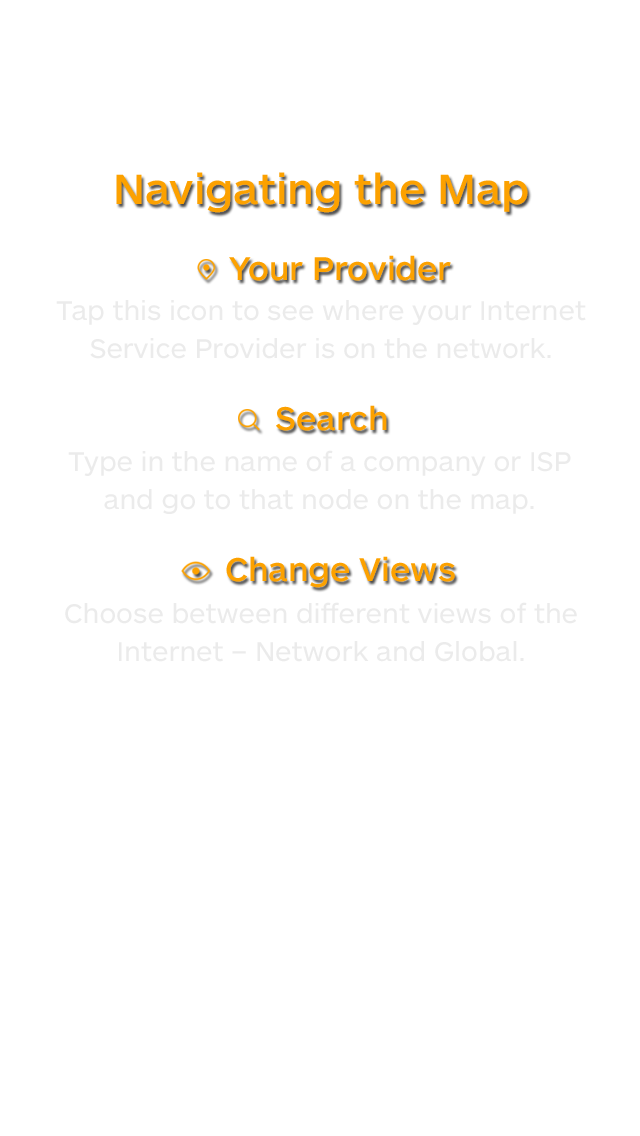 Navigating the Map
Your Provider
Tap this icon to see where your Internet
Service Provider is on the network.
Search
Type in the name of a company or ISP
and go to that node on the map.
Change Views
Choose between different views of the
Internet – Network and Global.